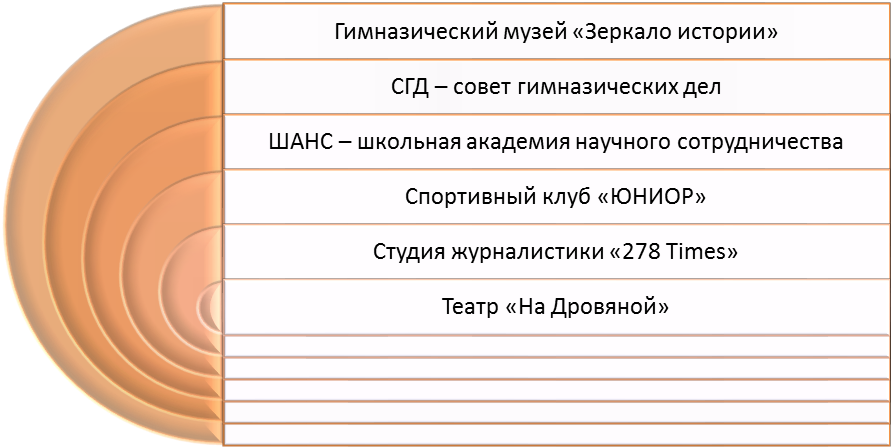 Гимназический музей «Зеркало истории»
СГД – совет гимназических дел
ШАНС – школьная академия научного сотрудничества
Спортивный клуб «ЮНИОР»
Студия журналистики «278 Times»
Театр «На Дровяной»